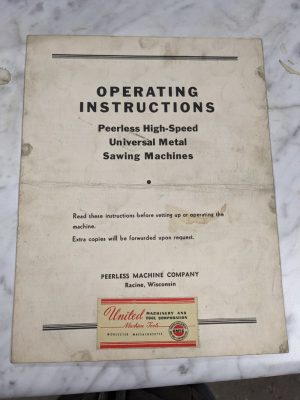 OPERATING
INSTRUCTIONS
Peerless High-Speed
Universal Metal
Sawing Machines
Read these instructions before setting up or operating the
machine.
Extra copies will be forwarded upon request.
PEERLESS MACHINE COMPANY
Racine, Wisconsin
United MACHINERY AND
TOOL CORPORATION
Machine Tools
WORCESTER MASSACHUSETTS